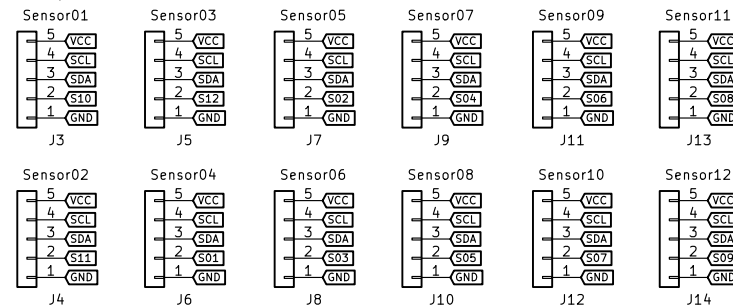 Sensor01 Sensor03 Sensor05 Sensor07 Sensor09 Sensor11
5 VCC 5 VCC 5 VCC 5 VCC 5 VCC 5 VCC
4 SCL 4 SCL 4 SCL 4 SCL 4 SCL 4 SCL
3 SDA 3 SDA 3 SDA 3 SDA 3 SDA 3 SDA
2 S10 2 S12 2 S02 2 S04 2 S06 2 S08
1 GND 1 GND 1 GND 1 GND 1 GND 1 GND
J3 J5 J7 J9 J11 J13
Sensor02 Sensor04 Sensor06 Sensor08 Sensor10 Sensor12
5 VCC 5 VCC 5 VCC 5 VCC 5 VCC 5 VCC
4 SCL 4 SCL 4 SCL 4 SCL 4 SCL 4 SCL
3 SDA 3 SDA 3 SDA 3 SDA 3 SDA 3 SDA
2 S11 2 S01 2 S03 2 S05 2 S07 2 S09
1 GND 1 GND 1 GND 1 GND 1 GND 1 GND
J4 J6 J8 J10 J12 J14